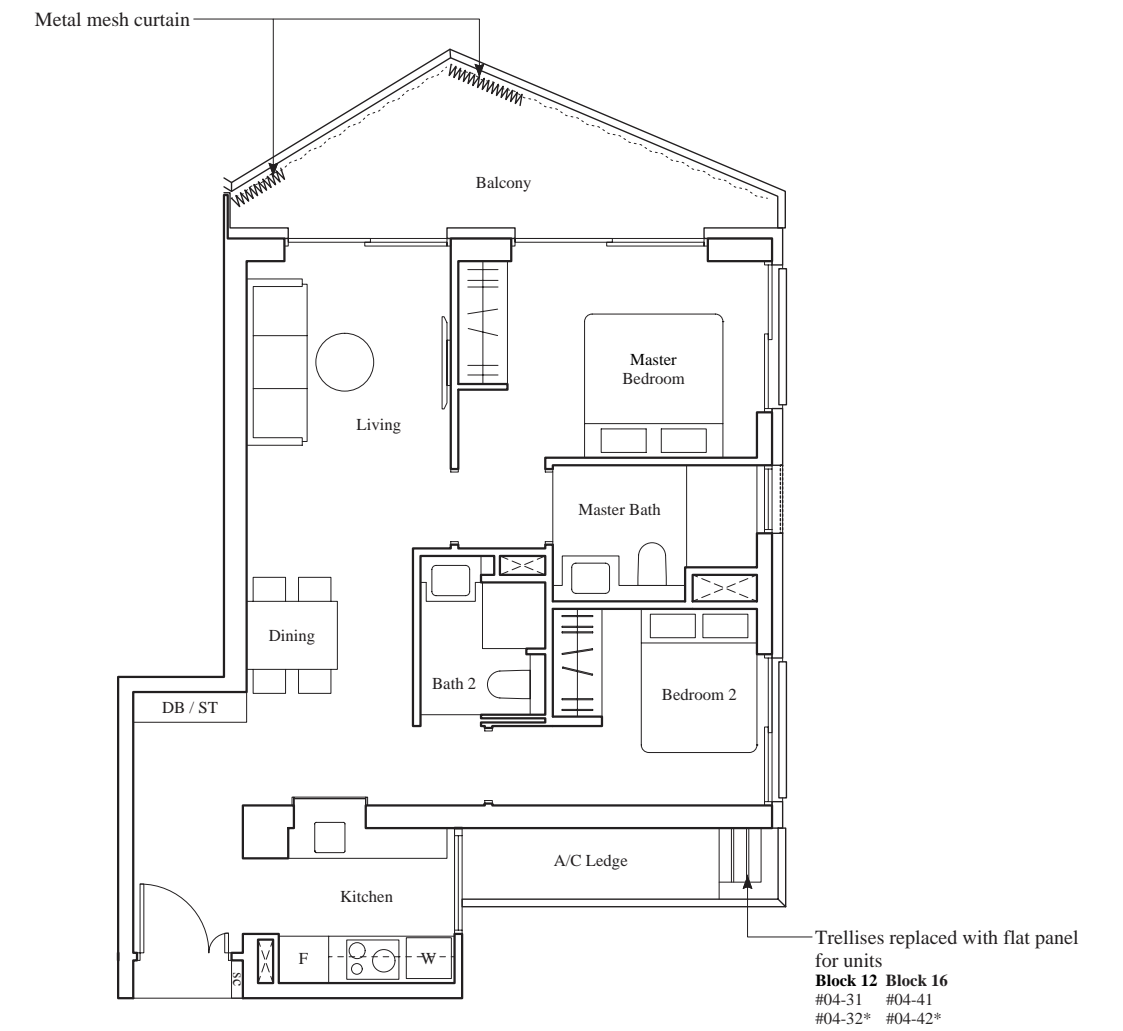 Metal mesh curtain
Balcony
Master
Bedroom
Living
Master Bath
Dining
Bath 2
Bedroom 2
DB / ST
A/C Ledge
Kitchen
F
W
SC
Trellises replaced with flat panel
for units
Block 12 Block 16
#04-31 #04-41
#04-32* #04-42*